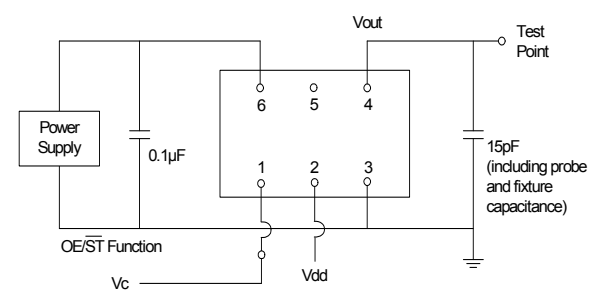 Vout
Test
Point
6
5
4
Power
Supply
0.1µF
1
2
3
15pF
(including probe
and fixture
capacitance)
OE/S̅T̅ Function
Vc
Vdd